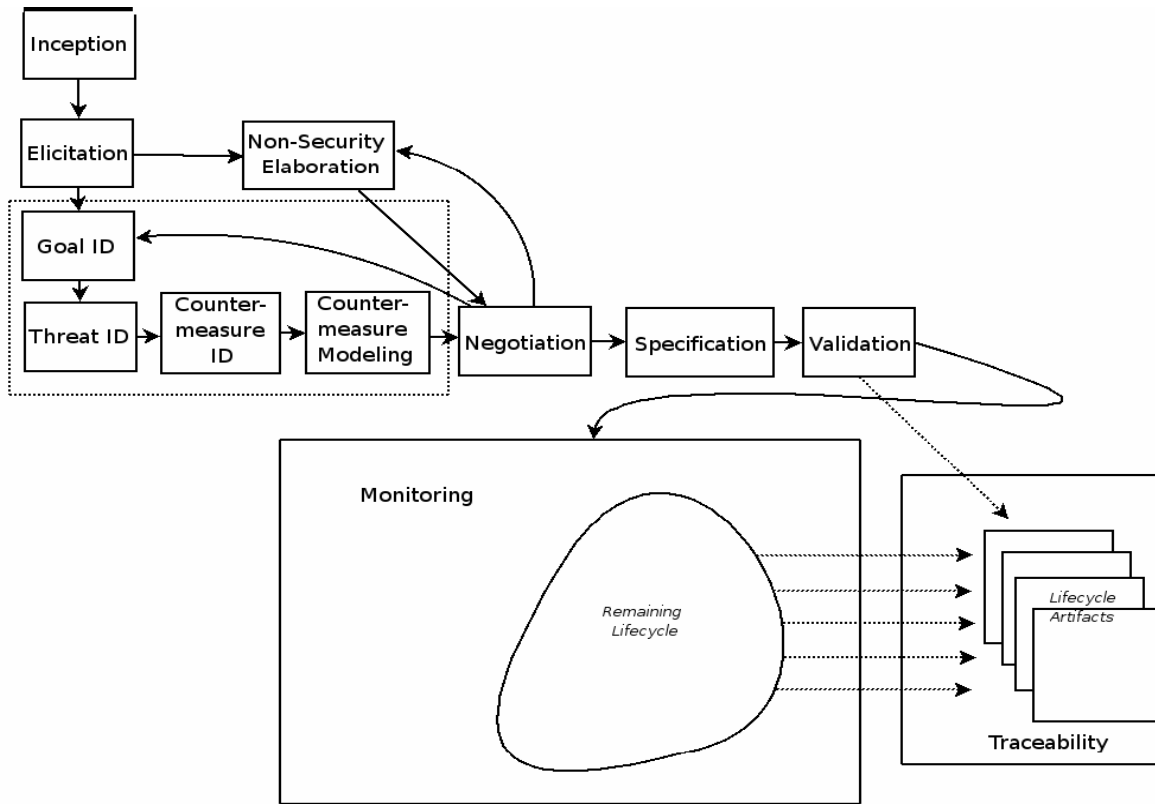 Inception
Elicitation
Non-Security
Elaboration
Goal ID
Threat ID
Counter-
measure
ID
Counter-
measure
Modeling
Negotiation
Specification
Validation
Monitoring
Remaining
Lifecycle
Lifecycle
Artifacts
Traceability